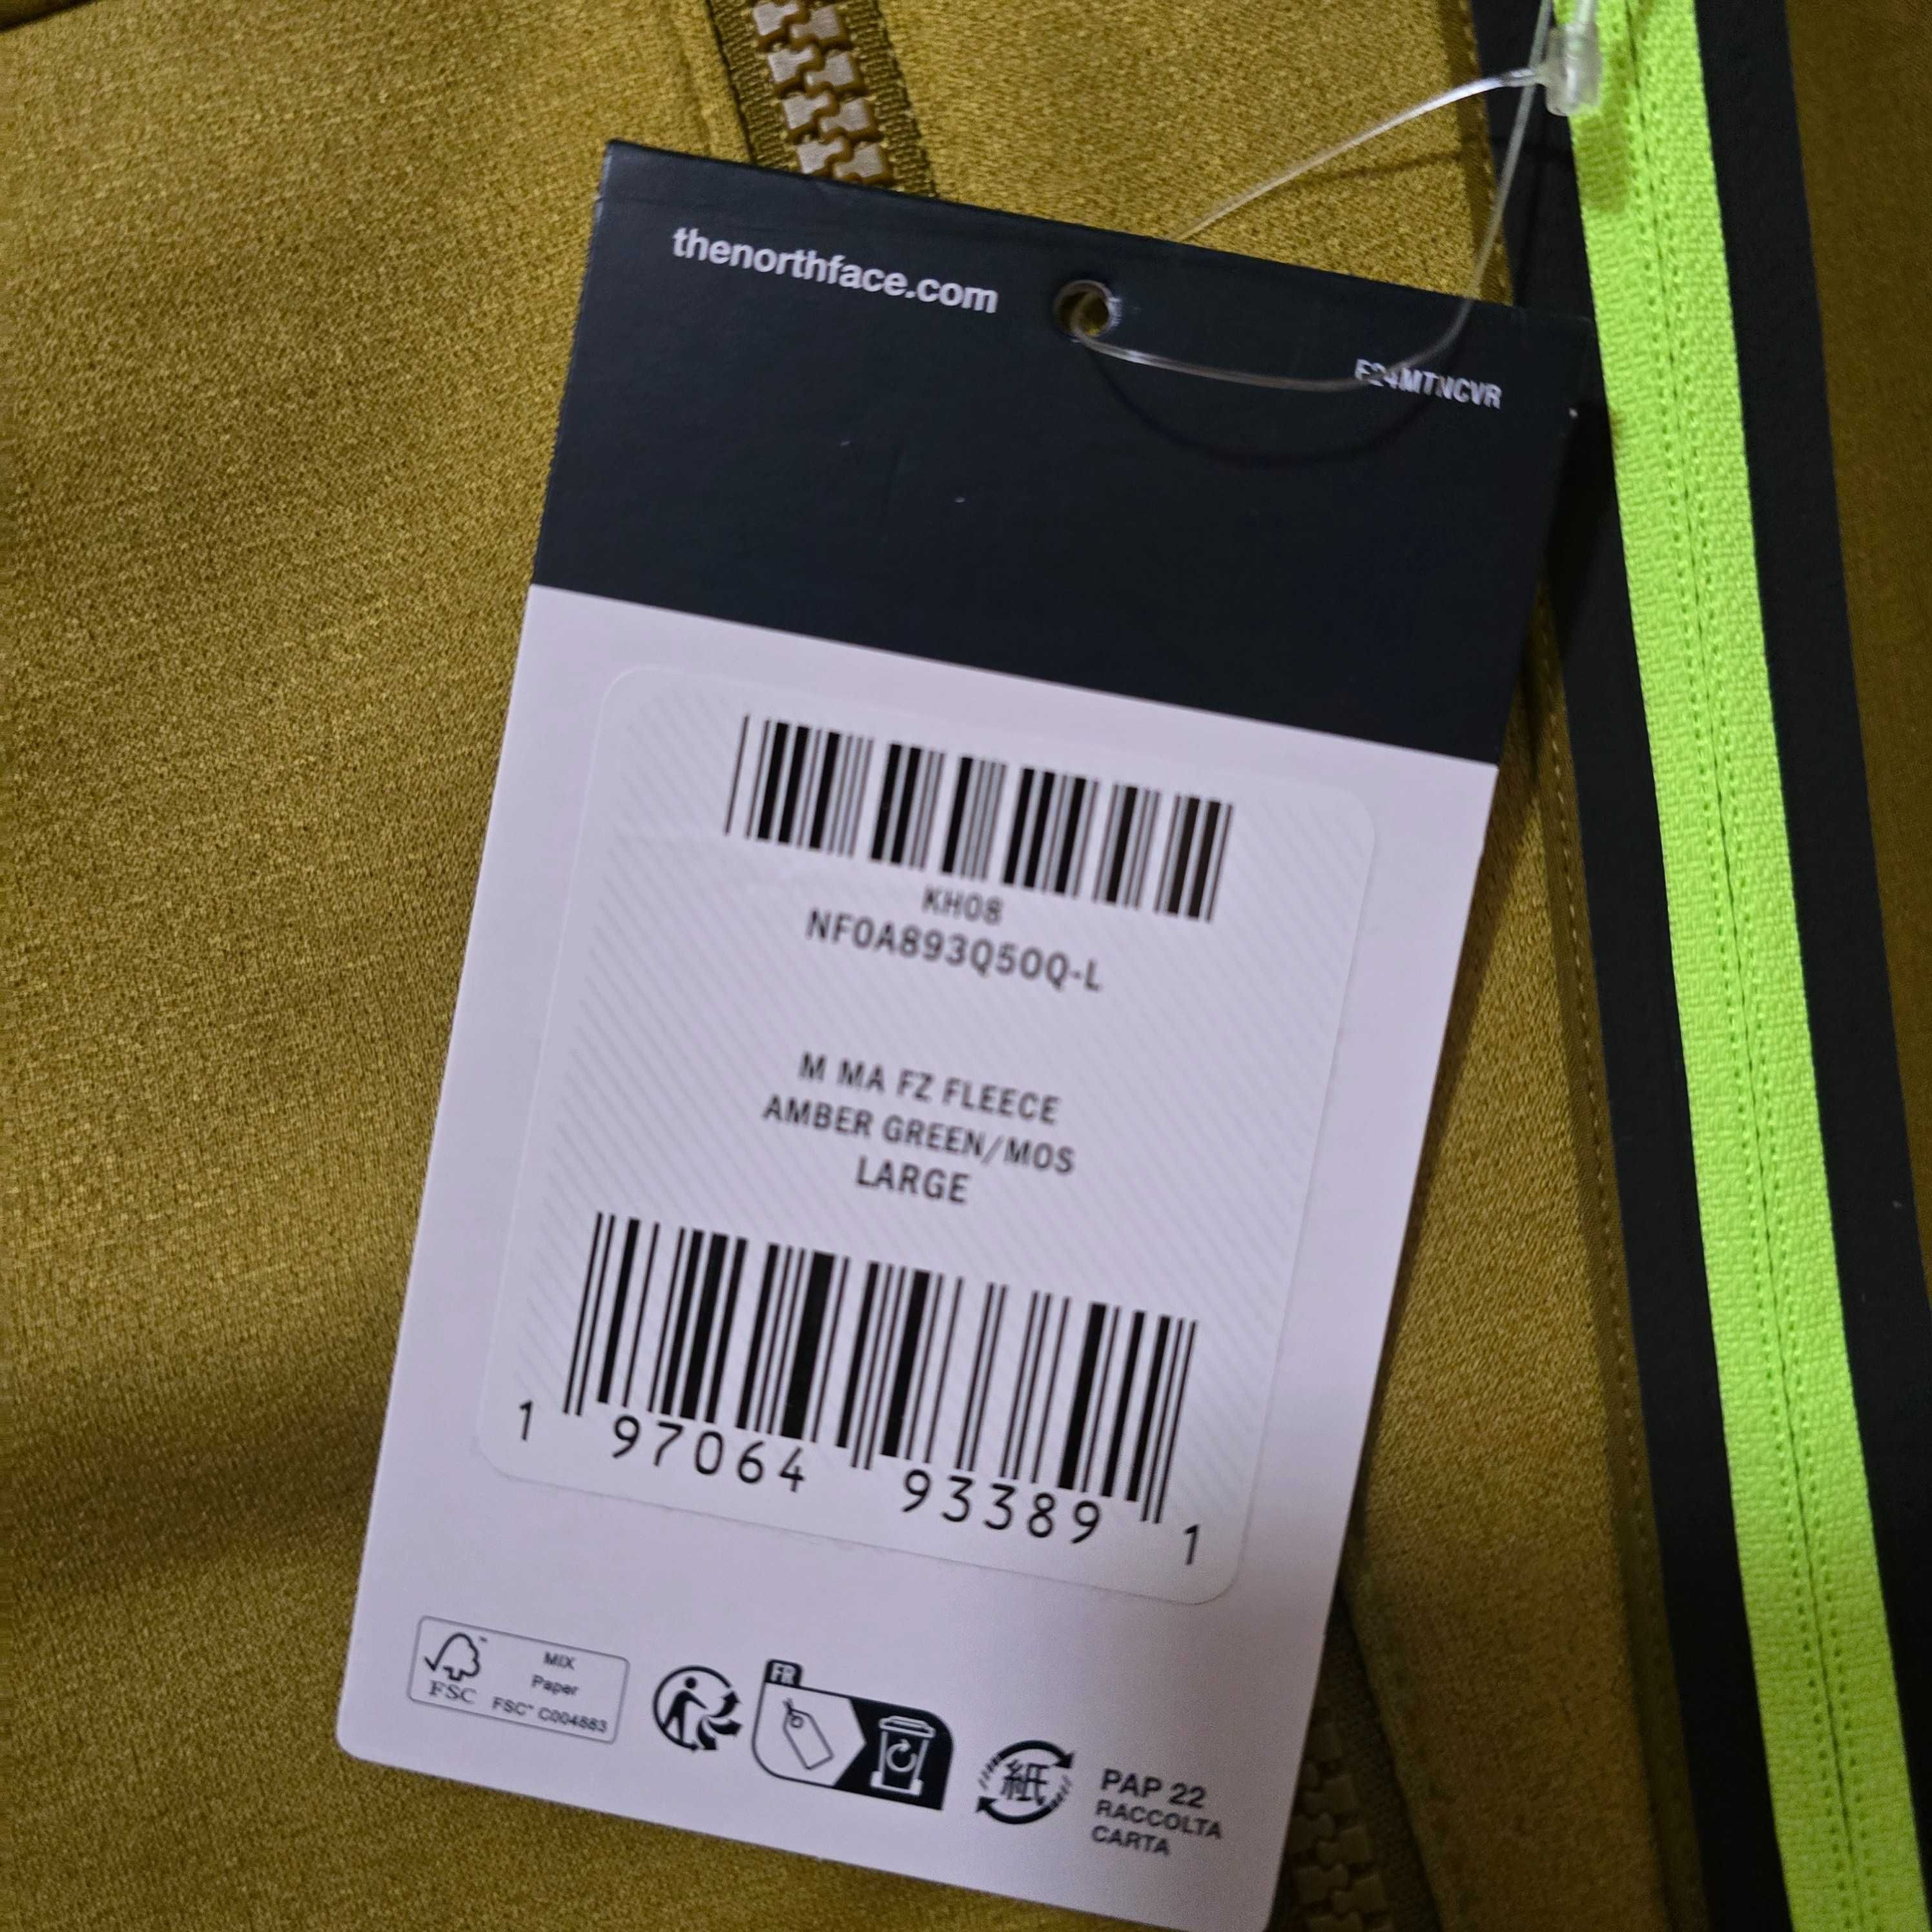 thenorthface.com
F24MTNCVR
KH08
NF0A893Q50Q-L
M MA FZ FLEECE
AMBER GREEN/MOS
LARGE
1 97064 93389 1
FSC
MIX
Paper
FSC™ C004883
FR
紙
PAP 22
RACCOLTA
CARTA